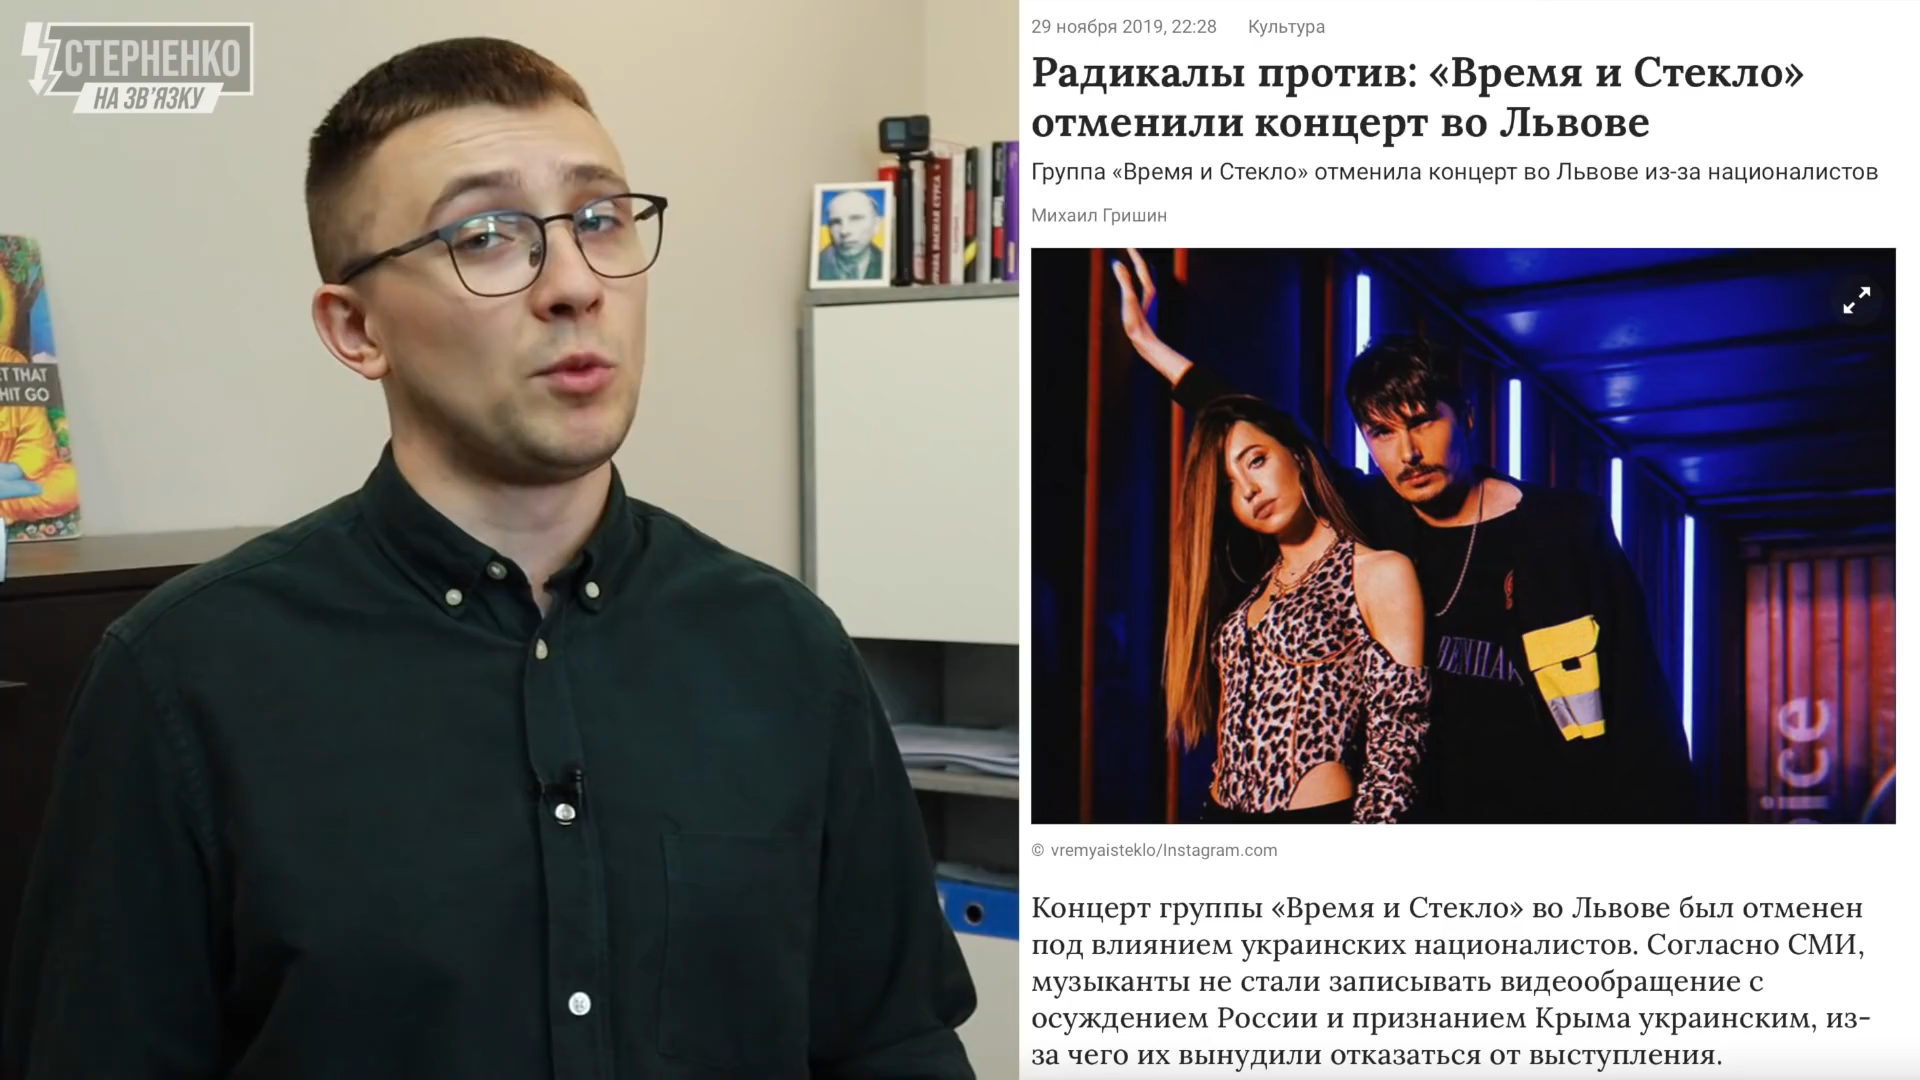 СТЕРНЕНКО
НА ЗВ'ЯЗКУ
ET THAT
HIT GO
29 ноября 2019, 22:28 Культура
Радикалы против: «Время и Стекло»
отменили концерт во Львове
Группа «Время и Стекло» отменила концерт во Львове из-за националистов
Михаил Гришин
© vremyaisteklo/Instagram.com
Концерт группы «Время и Стекло» во Львове был отменен
под влиянием украинских националистов. Согласно СМИ,
музыканты не стали записывать видеообращение с
осуждением России и признанием Крыма украинским, из-
за чего их вынудили отказаться от выступления.